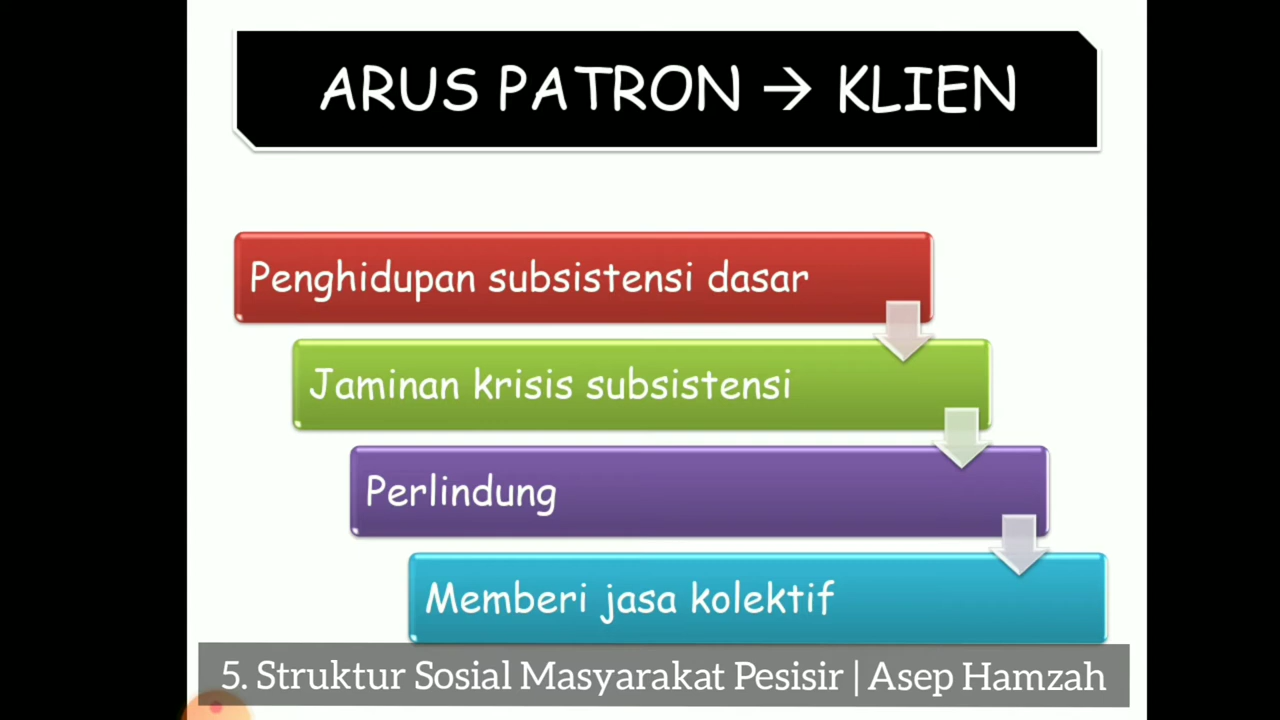 ARUS PATRON → KLIEN
Penghidupan subsistensi dasar
Jaminan krisis subsistensi
Perlindung
Memberi jasa kolektif
5. Struktur Sosial Masyarakat Pesisir | Asep Hamzah